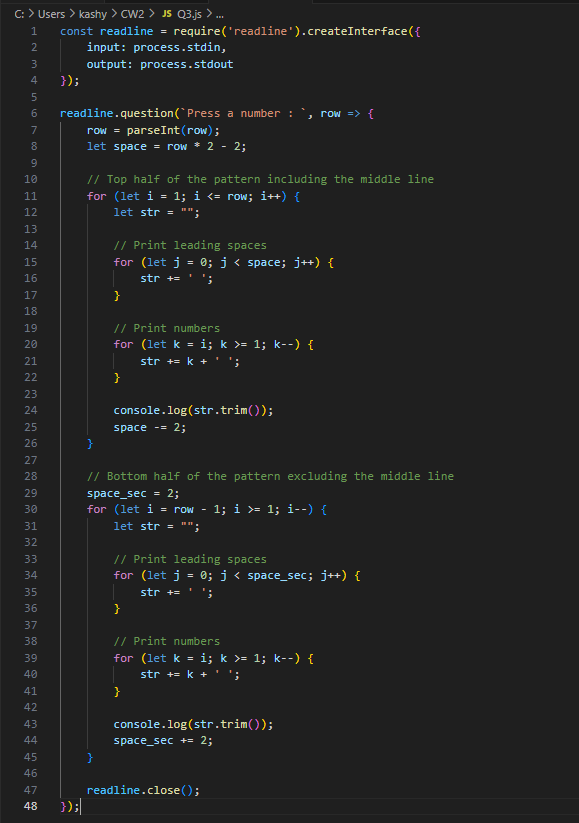 C: > Users > kashy > CW2 > JS Q3.js > ...
1 const readline = require('readline').createInterface({
2     input: process.stdin,
3     output: process.stdout
4 });
5
6 readline.question(`Press a number : `, row => {
7     row = parseInt(row);
8     let space = row * 2 - 2;
9
10     // Top half of the pattern including the middle line
11     for (let i = 1; i <= row; i++) {
12         let str = "";
13
14         // Print leading spaces
15         for (let j = 0; j < space; j++) {
16             str += ' ';
17         }
18
19         // Print numbers
20         for (let k = i; k >= 1; k--) {
21             str += k + ' ';
22         }
23
24         console.log(str.trim());
25         space -= 2;
26     }
27
28     // Bottom half of the pattern excluding the middle line
29     space_sec = 2;
30     for (let i = row - 1; i >= 1; i--) {
31         let str = "";
32
33         // Print leading spaces
34         for (let j = 0; j < space_sec; j++) {
35             str += ' ';
36         }
37
38         // Print numbers
39         for (let k = i; k >= 1; k--) {
40             str += k + ' ';
41         }
42
43         console.log(str.trim());
44         space_sec += 2;
45     }
46
47     readline.close();
48 });